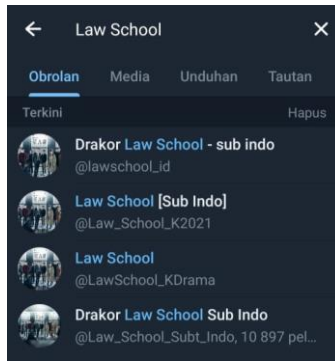 Law School
Obrolan Media Unduhan Tautan
Terkini Hapus
Drakor Law School - sub indo
@lawschool_id
Law School [Sub Indo]
@Law_School_K2021
Law School
@LawSchool_KDrama
Drakor Law School Sub Indo
@Law_School_Subt_Indo, 10 897 pel...